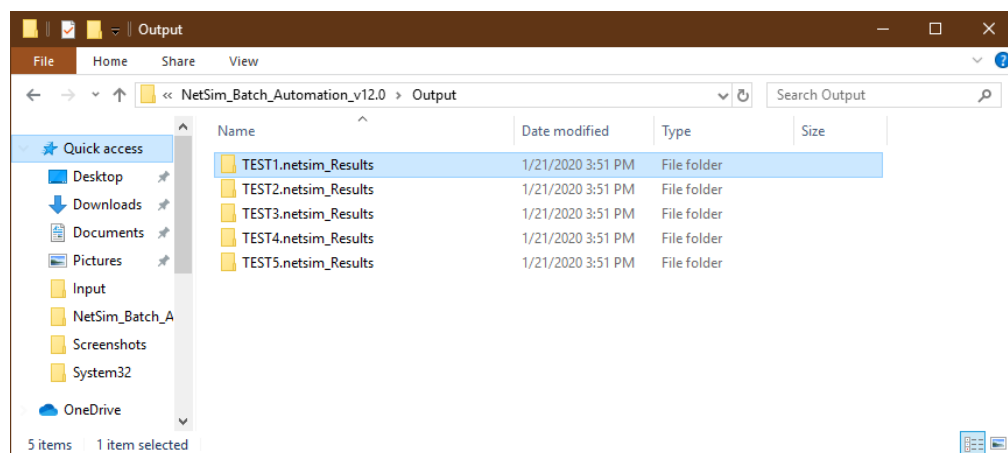 Output
File Home Share View
« NetSim_Batch_Automation_v12.0 > Output
Search Output
Name Date modified Type Size
Quick access
Desktop
Downloads
Documents
Pictures
Input
NetSim_Batch_A
Screenshots
System32
OneDrive
TEST1.netsim_Results 1/21/2020 3:51 PM File folder
TEST2.netsim_Results 1/21/2020 3:51 PM File folder
TEST3.netsim_Results 1/21/2020 3:51 PM File folder
TEST4.netsim_Results 1/21/2020 3:51 PM File folder
TEST5.netsim_Results 1/21/2020 3:51 PM File folder
5 items 1 item selected